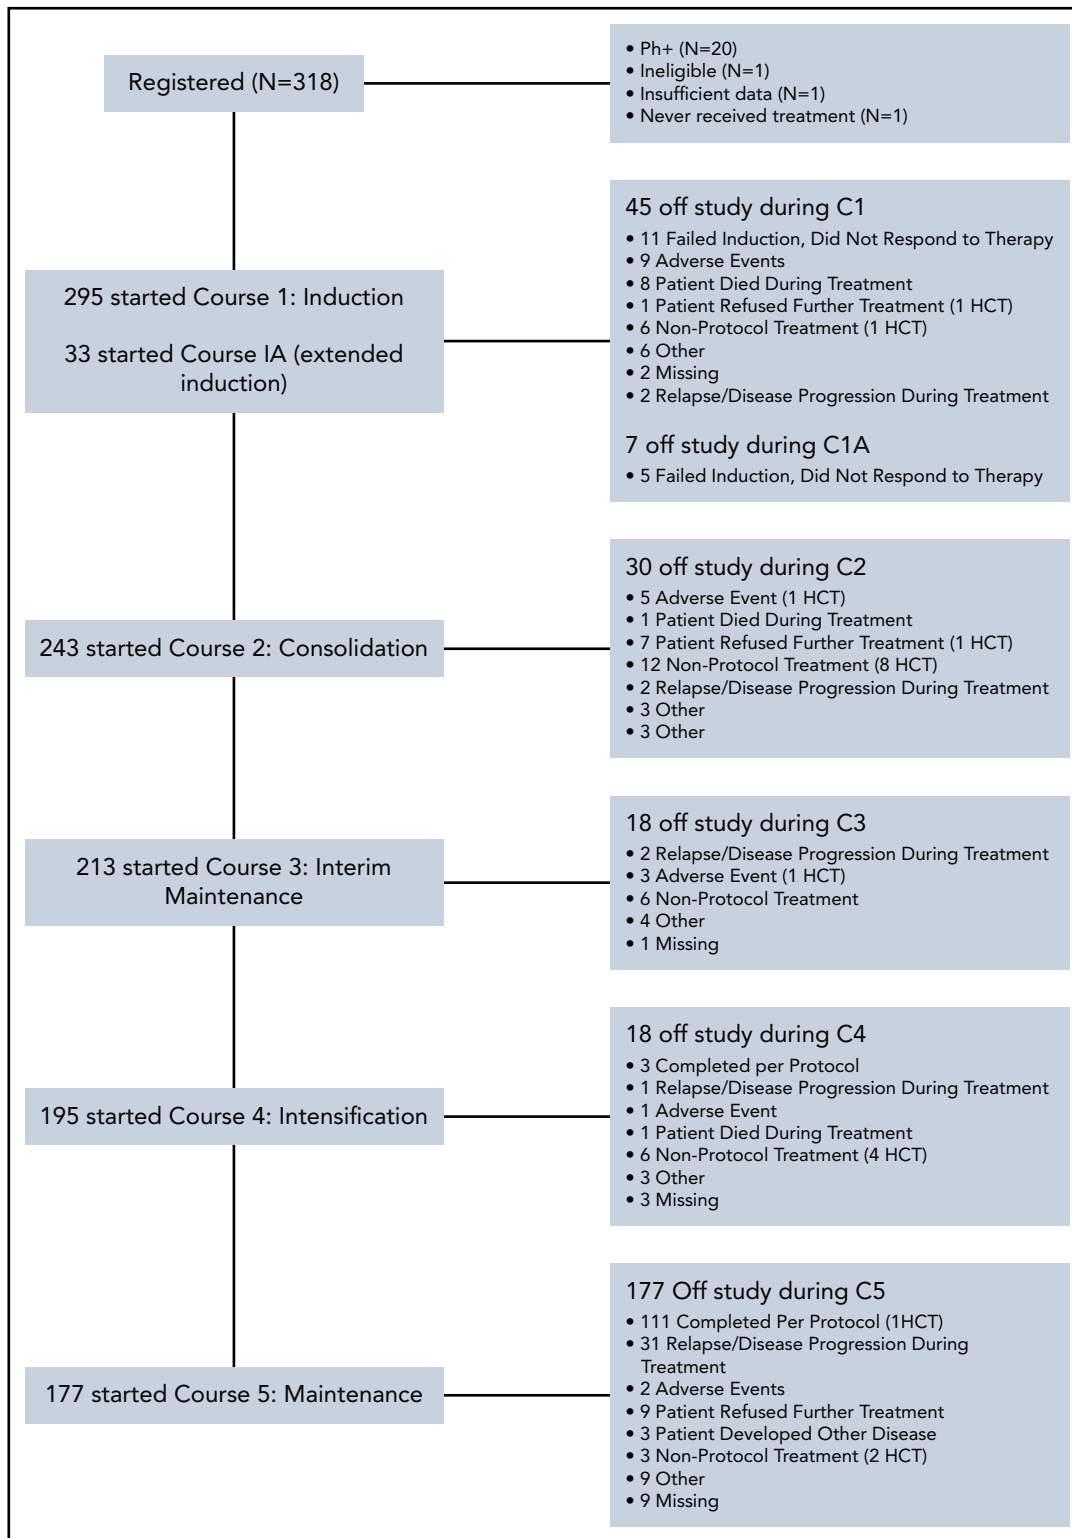 Registered (N=318)
• Ph+ (N=20)
• Ineligible (N=1)
• Insufficient data (N=1)
• Never received treatment (N=1)
295 started Course 1: Induction
33 started Course IA (extended
induction)
45 off study during C1
• 11 Failed Induction, Did Not Respond to Therapy
• 9 Adverse Events
• 8 Patient Died During Treatment
• 1 Patient Refused Further Treatment (1 HCT)
• 6 Non-Protocol Treatment (1 HCT)
• 6 Other
• 2 Missing
• 2 Relapse/Disease Progression During Treatment
7 off study during C1A
• 5 Failed Induction, Did Not Respond to Therapy
243 started Course 2: Consolidation
30 off study during C2
• 5 Adverse Event (1 HCT)
• 1 Patient Died During Treatment
• 7 Patient Refused Further Treatment (1 HCT)
• 12 Non-Protocol Treatment (8 HCT)
• 2 Relapse/Disease Progression During Treatment
• 3 Other
• 3 Other
213 started Course 3: Interim
Maintenance
18 off study during C3
• 2 Relapse/Disease Progression During Treatment
• 3 Adverse Event (1 HCT)
• 6 Non-Protocol Treatment
• 4 Other
• 1 Missing
195 started Course 4: Intensification
18 off study during C4
• 3 Completed per Protocol
• 1 Relapse/Disease Progression During Treatment
• 1 Adverse Event
• 1 Patient Died During Treatment
• 6 Non-Protocol Treatment (4 HCT)
• 3 Other
• 3 Missing
177 started Course 5: Maintenance
177 Off study during C5
• 111 Completed Per Protocol (1HCT)
• 31 Relapse/Disease Progression During
Treatment
• 2 Adverse Events
• 9 Patient Refused Further Treatment
• 3 Patient Developed Other Disease
• 3 Non-Protocol Treatment (2 HCT)
• 9 Other
• 9 Missing